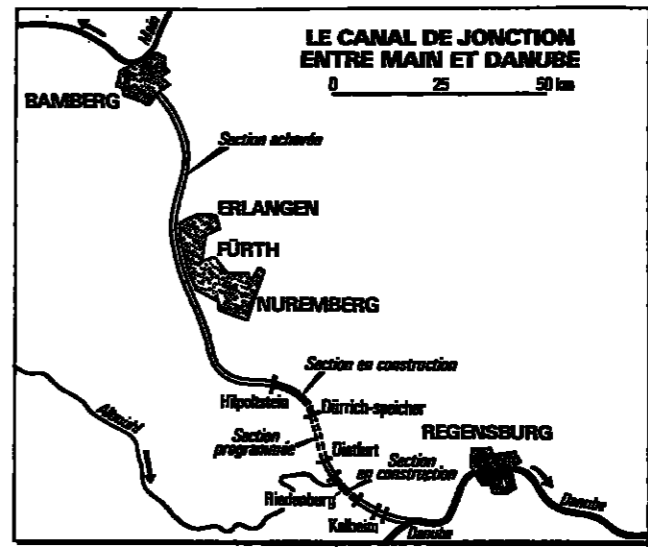 LE CANAL DE JONCTION
ENTRE MAIN ET DANUBE
0 25 50 km
Main
BAMBERG
Section achevée
ERLANGEN
FÜRTH
NUREMBERG
Section en construction
Hilpoltstein
Dürrich-speicher
Altmühl
Section
programmée
Dietfurt
REGENSBURG
Section
en construction
Riedenburg
Kelheim
Danube
Danube